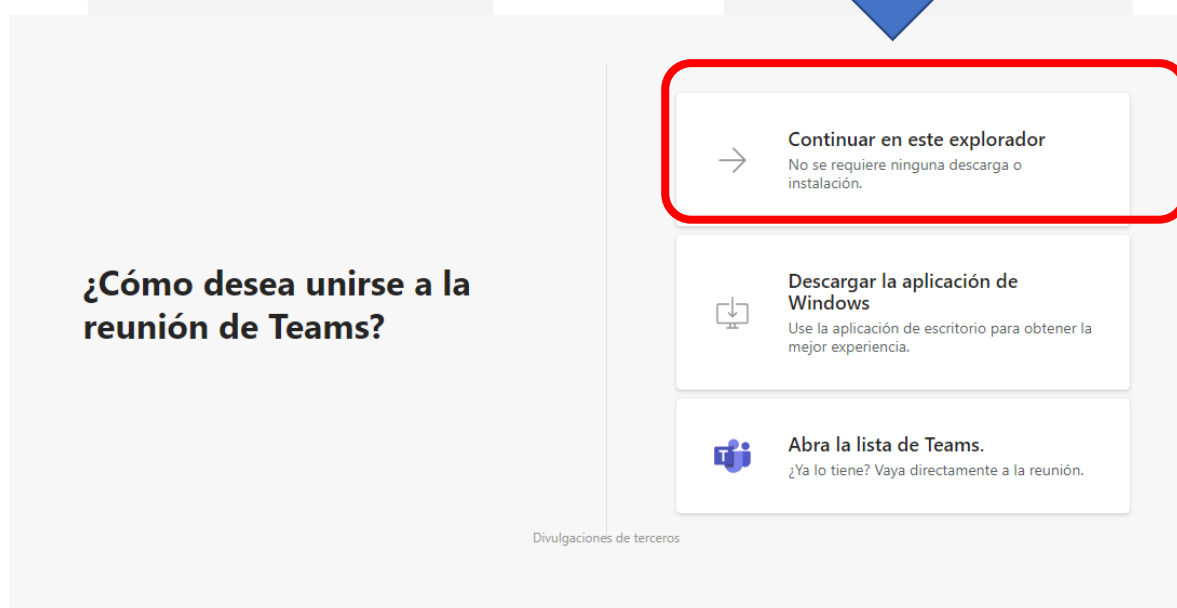 ¿Cómo desea unirse a la
reunión de Teams?
Continuar en este explorador
No se requiere ninguna descarga o
instalación.
Descargar la aplicación de
Windows
Use la aplicación de escritorio para obtener la
mejor experiencia.
Abra la lista de Teams.
¿Ya lo tiene? Vaya directamente a la reunión.
Divulgaciones de terceros